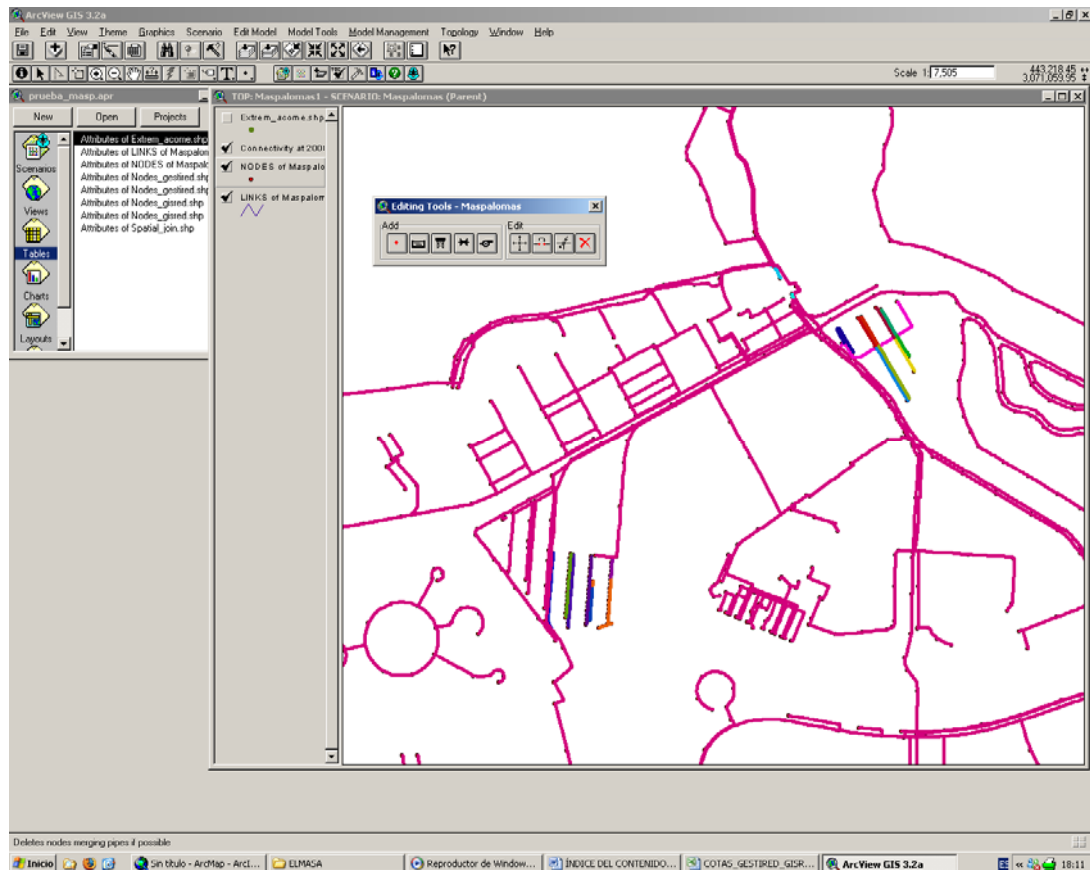 ArcView GIS 3.2a
File Edit View Theme Graphics Scenario Edit Model Model Tools Model Management Topology Window Help
Scale 1: 7,505
443,218.45
3,071,059.95
prueba_masp.apr
New Open Projects
Scenarios
Views
Tables
Charts
Layouts
Attributes of Extrem_acome.shp
Attributes of LINKS of Maspalon
Attributes of NODES of Maspalo
Attributes of Nodes_gestired.shp
Attributes of Nodes_gestired.shp
Attributes of Nodes_gisred.shp
Attributes of Nodes_gisred.shp
Attributes of Spatial_join.shp
TOP: Maspalomas1 - SCENARIO: Maspalomas (Parent)
Extrem_acome.shp
Connectivity at 200
NODES of Maspalo
LINKS of Maspalom
Editing Tools - Maspalomas
Add
Edit
Deletes nodes merging pipes if possible
Inicio
Sin título - ArcMap - ArcI...
ELMASA
Reproductor de Window...
ÍNDICE DEL CONTENIDO...
COTAS_GESTIRED_GISR...
ArcView GIS 3.2a
ES
18:11